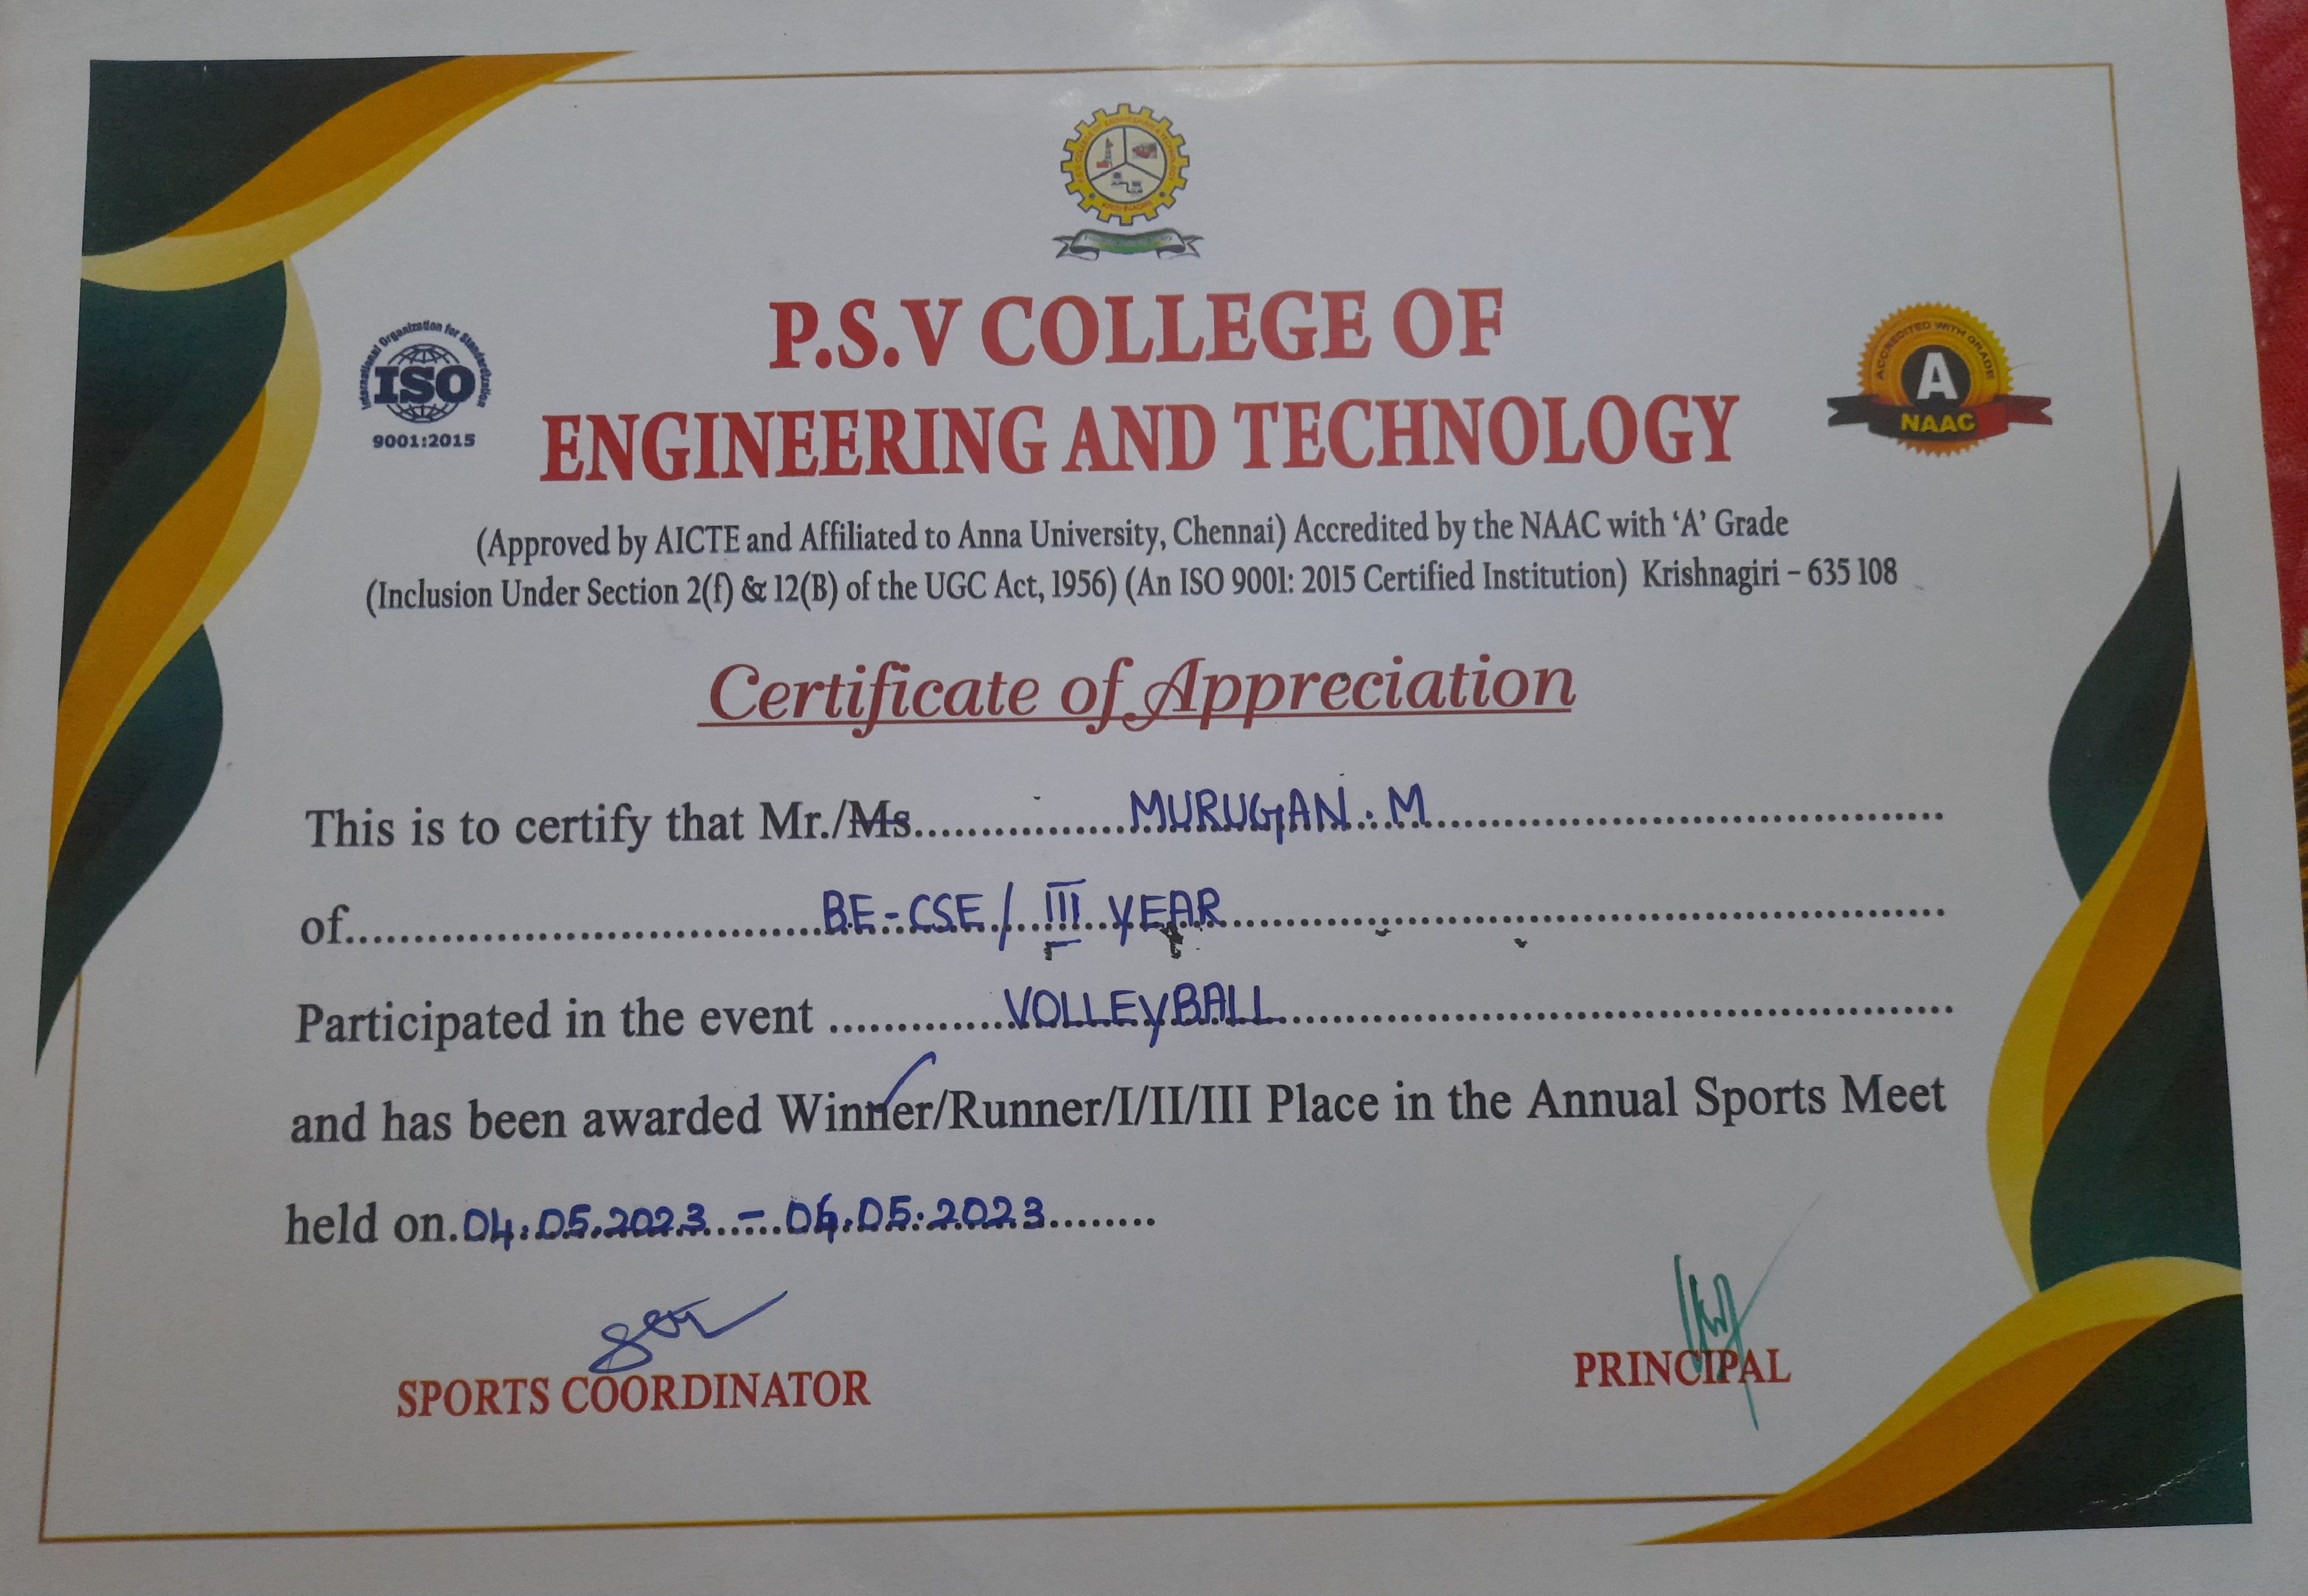 P.S.V COLLEGE OF
ENGINEERING AND TECHNOLOGY
International Organization for Standardization
ISO
9001:2015
ACCREDITED WITH GRADE
A
NAAC
(Approved by AICTE and Affiliated to Anna University, Chennai) Accredited by the NAAC with ‘A’ Grade
(Inclusion Under Section 2(f) & 12(B) of the UGC Act, 1956) (An ISO 9001: 2015 Certified Institution) Krishnagiri – 635 108
Certificate of Appreciation
This is to certify that Mr./Ms................MURUGAN. M................
of................BE-CSE / III YEAR................
Participated in the event .............VOLLEYBALL................
and has been awarded Winner/Runner/I/II/III Place in the Annual Sports Meet
held on.04.05.2023 – 06.05.2023........
SPORTS COORDINATOR
PRINCIPAL